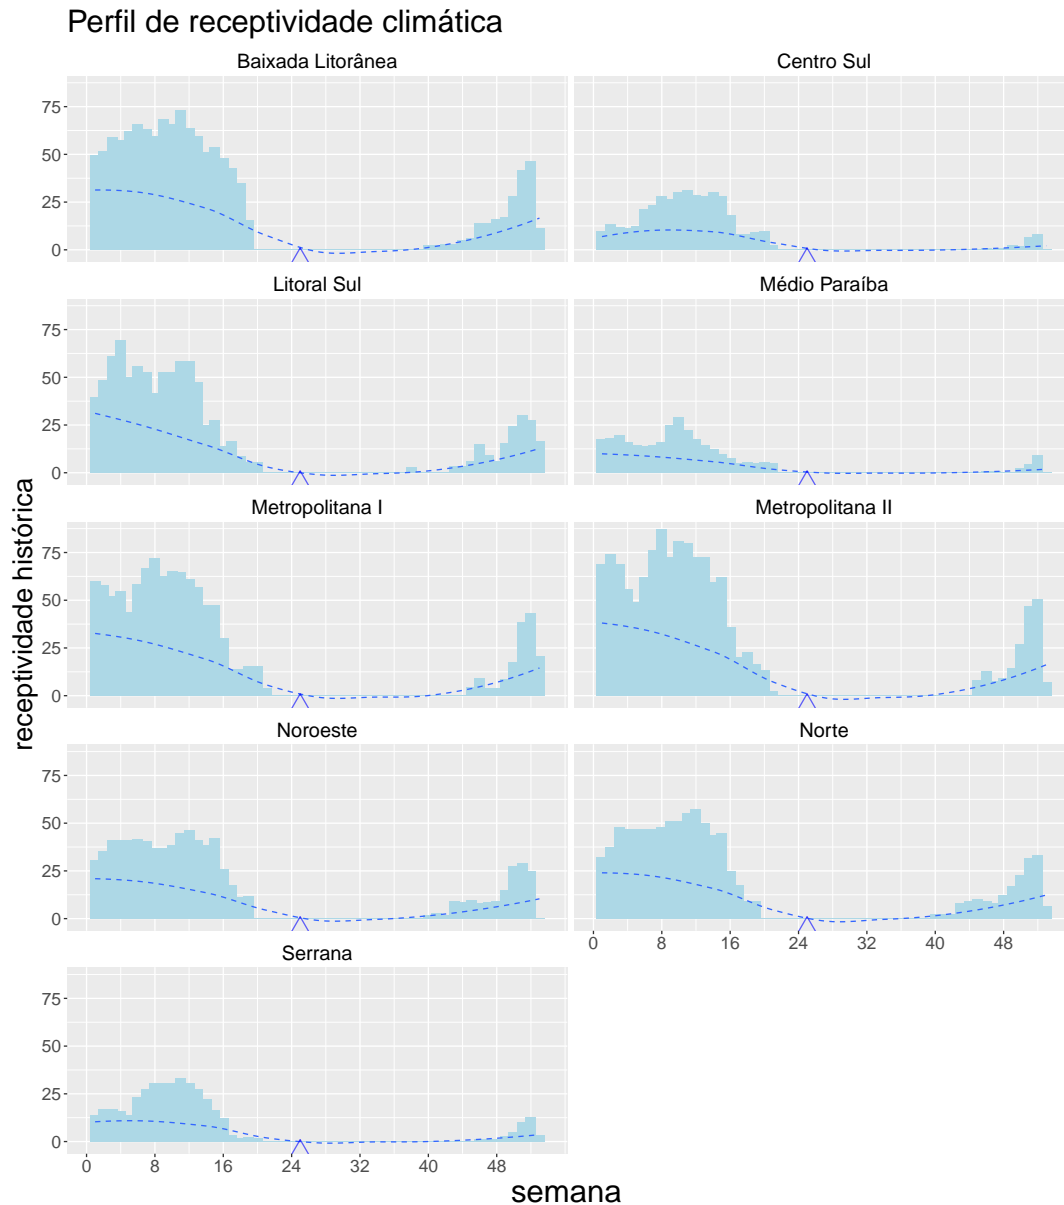 Perfil de receptividade climática
Baixada Litorânea
Centro Sul
75
50
25
0
Litoral Sul
Médio Paraíba
75
50
25
0
Metropolitana I
Metropolitana II
75
50
25
0
receptividade histórica
Noroeste
Norte
75
50
25
0
0 8 16 24 32 40 48
Serrana
75
50
25
0
0 8 16 24 32 40 48
semana